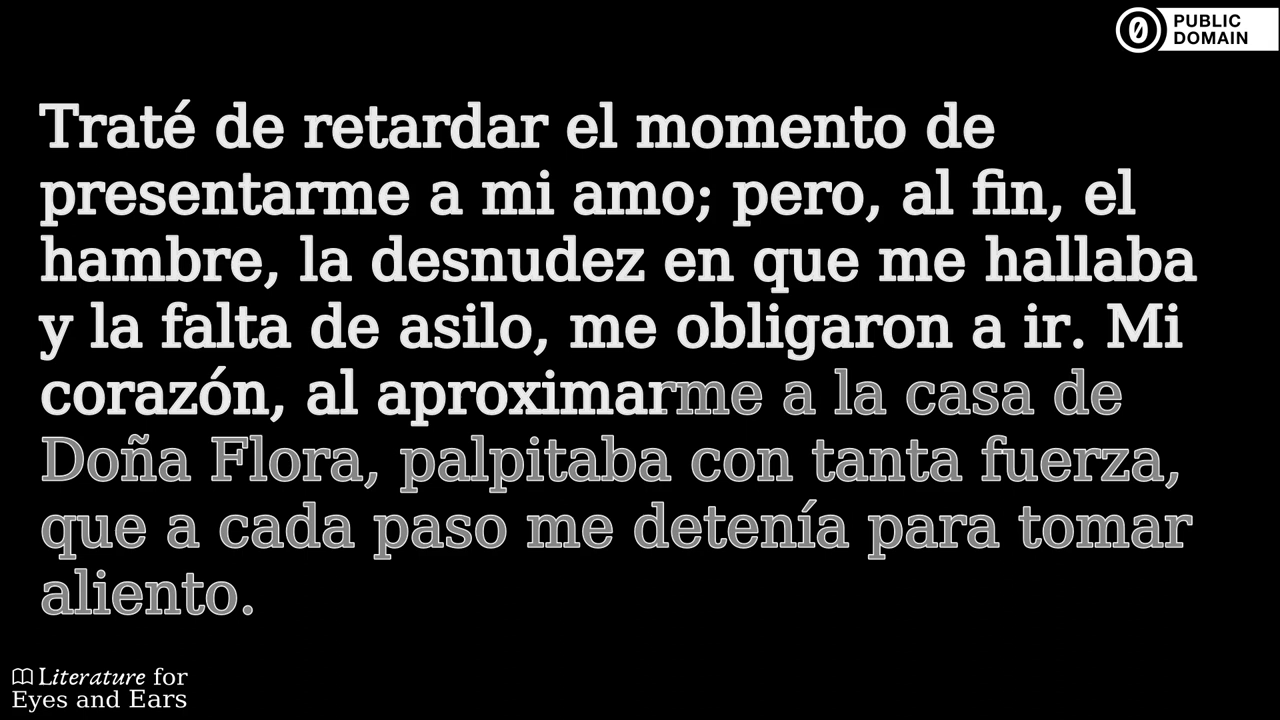 PUBLIC
DOMAIN
Traté de retardar el momento de
presentarme a mi amo; pero, al fin, el
hambre, la desnudez en que me hallaba
y la falta de asilo, me obligaron a ir. Mi
corazón, al aproximarme a la casa de
Doña Flora, palpitaba con tanta fuerza,
que a cada paso me detenía para tomar
aliento.
Literature for
Eyes and Ears